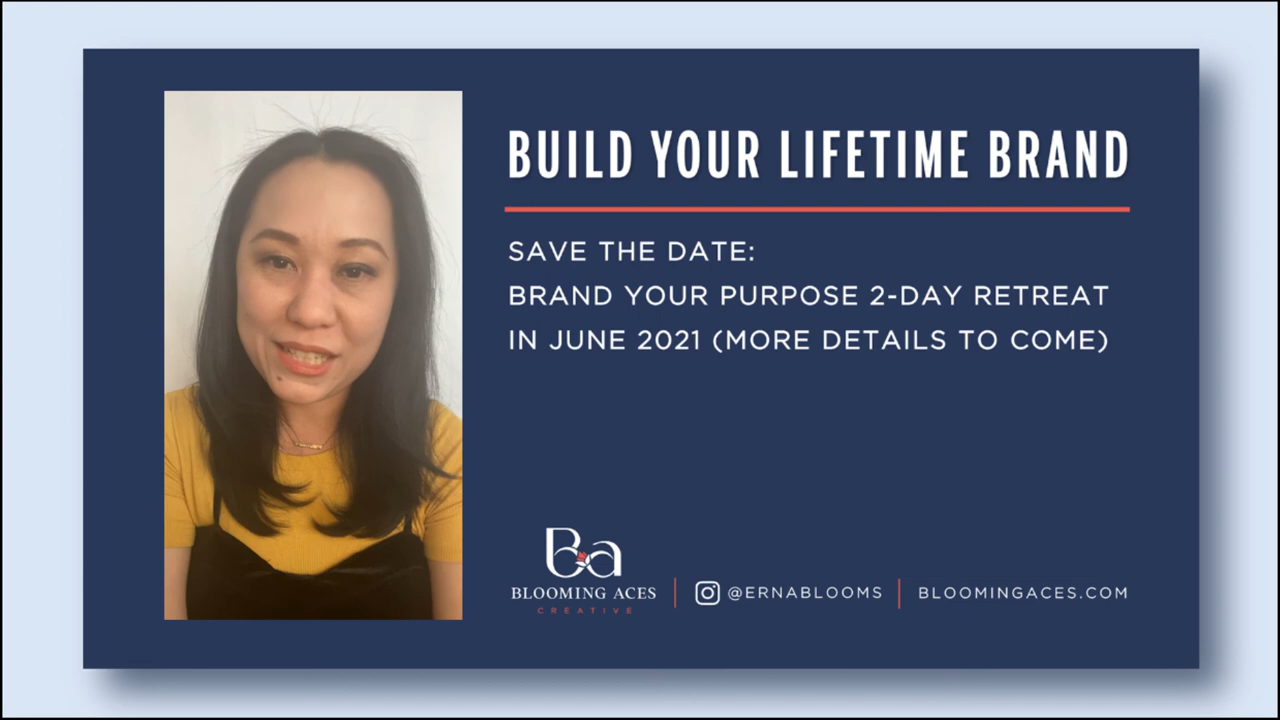 BUILD YOUR LIFETIME BRAND
SAVE THE DATE:
BRAND YOUR PURPOSE 2-DAY RETREAT
IN JUNE 2021 (MORE DETAILS TO COME)
Ba
BLOOMING ACES
CREATIVE
@ERNABLOOMS
BLOOMINGACES.COM